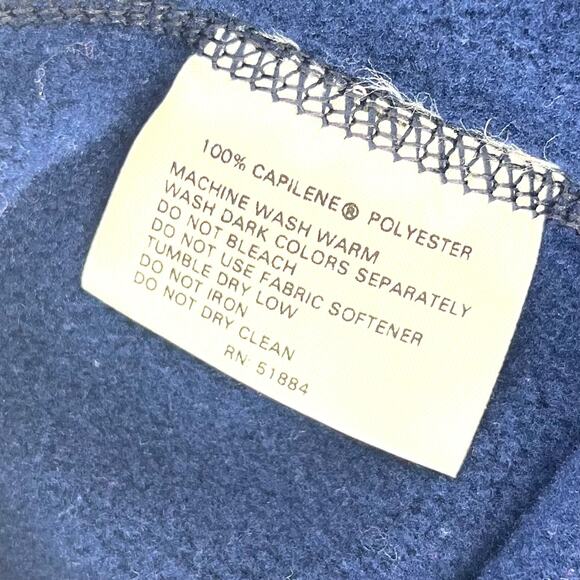 100% CAPILENE® POLYESTER
MACHINE WASH WARM
WASH DARK COLORS SEPARATELY
DO NOT BLEACH
DO NOT USE FABRIC SOFTENER
TUMBLE DRY LOW
DO NOT IRON
DO NOT DRY CLEAN
RN: 51884